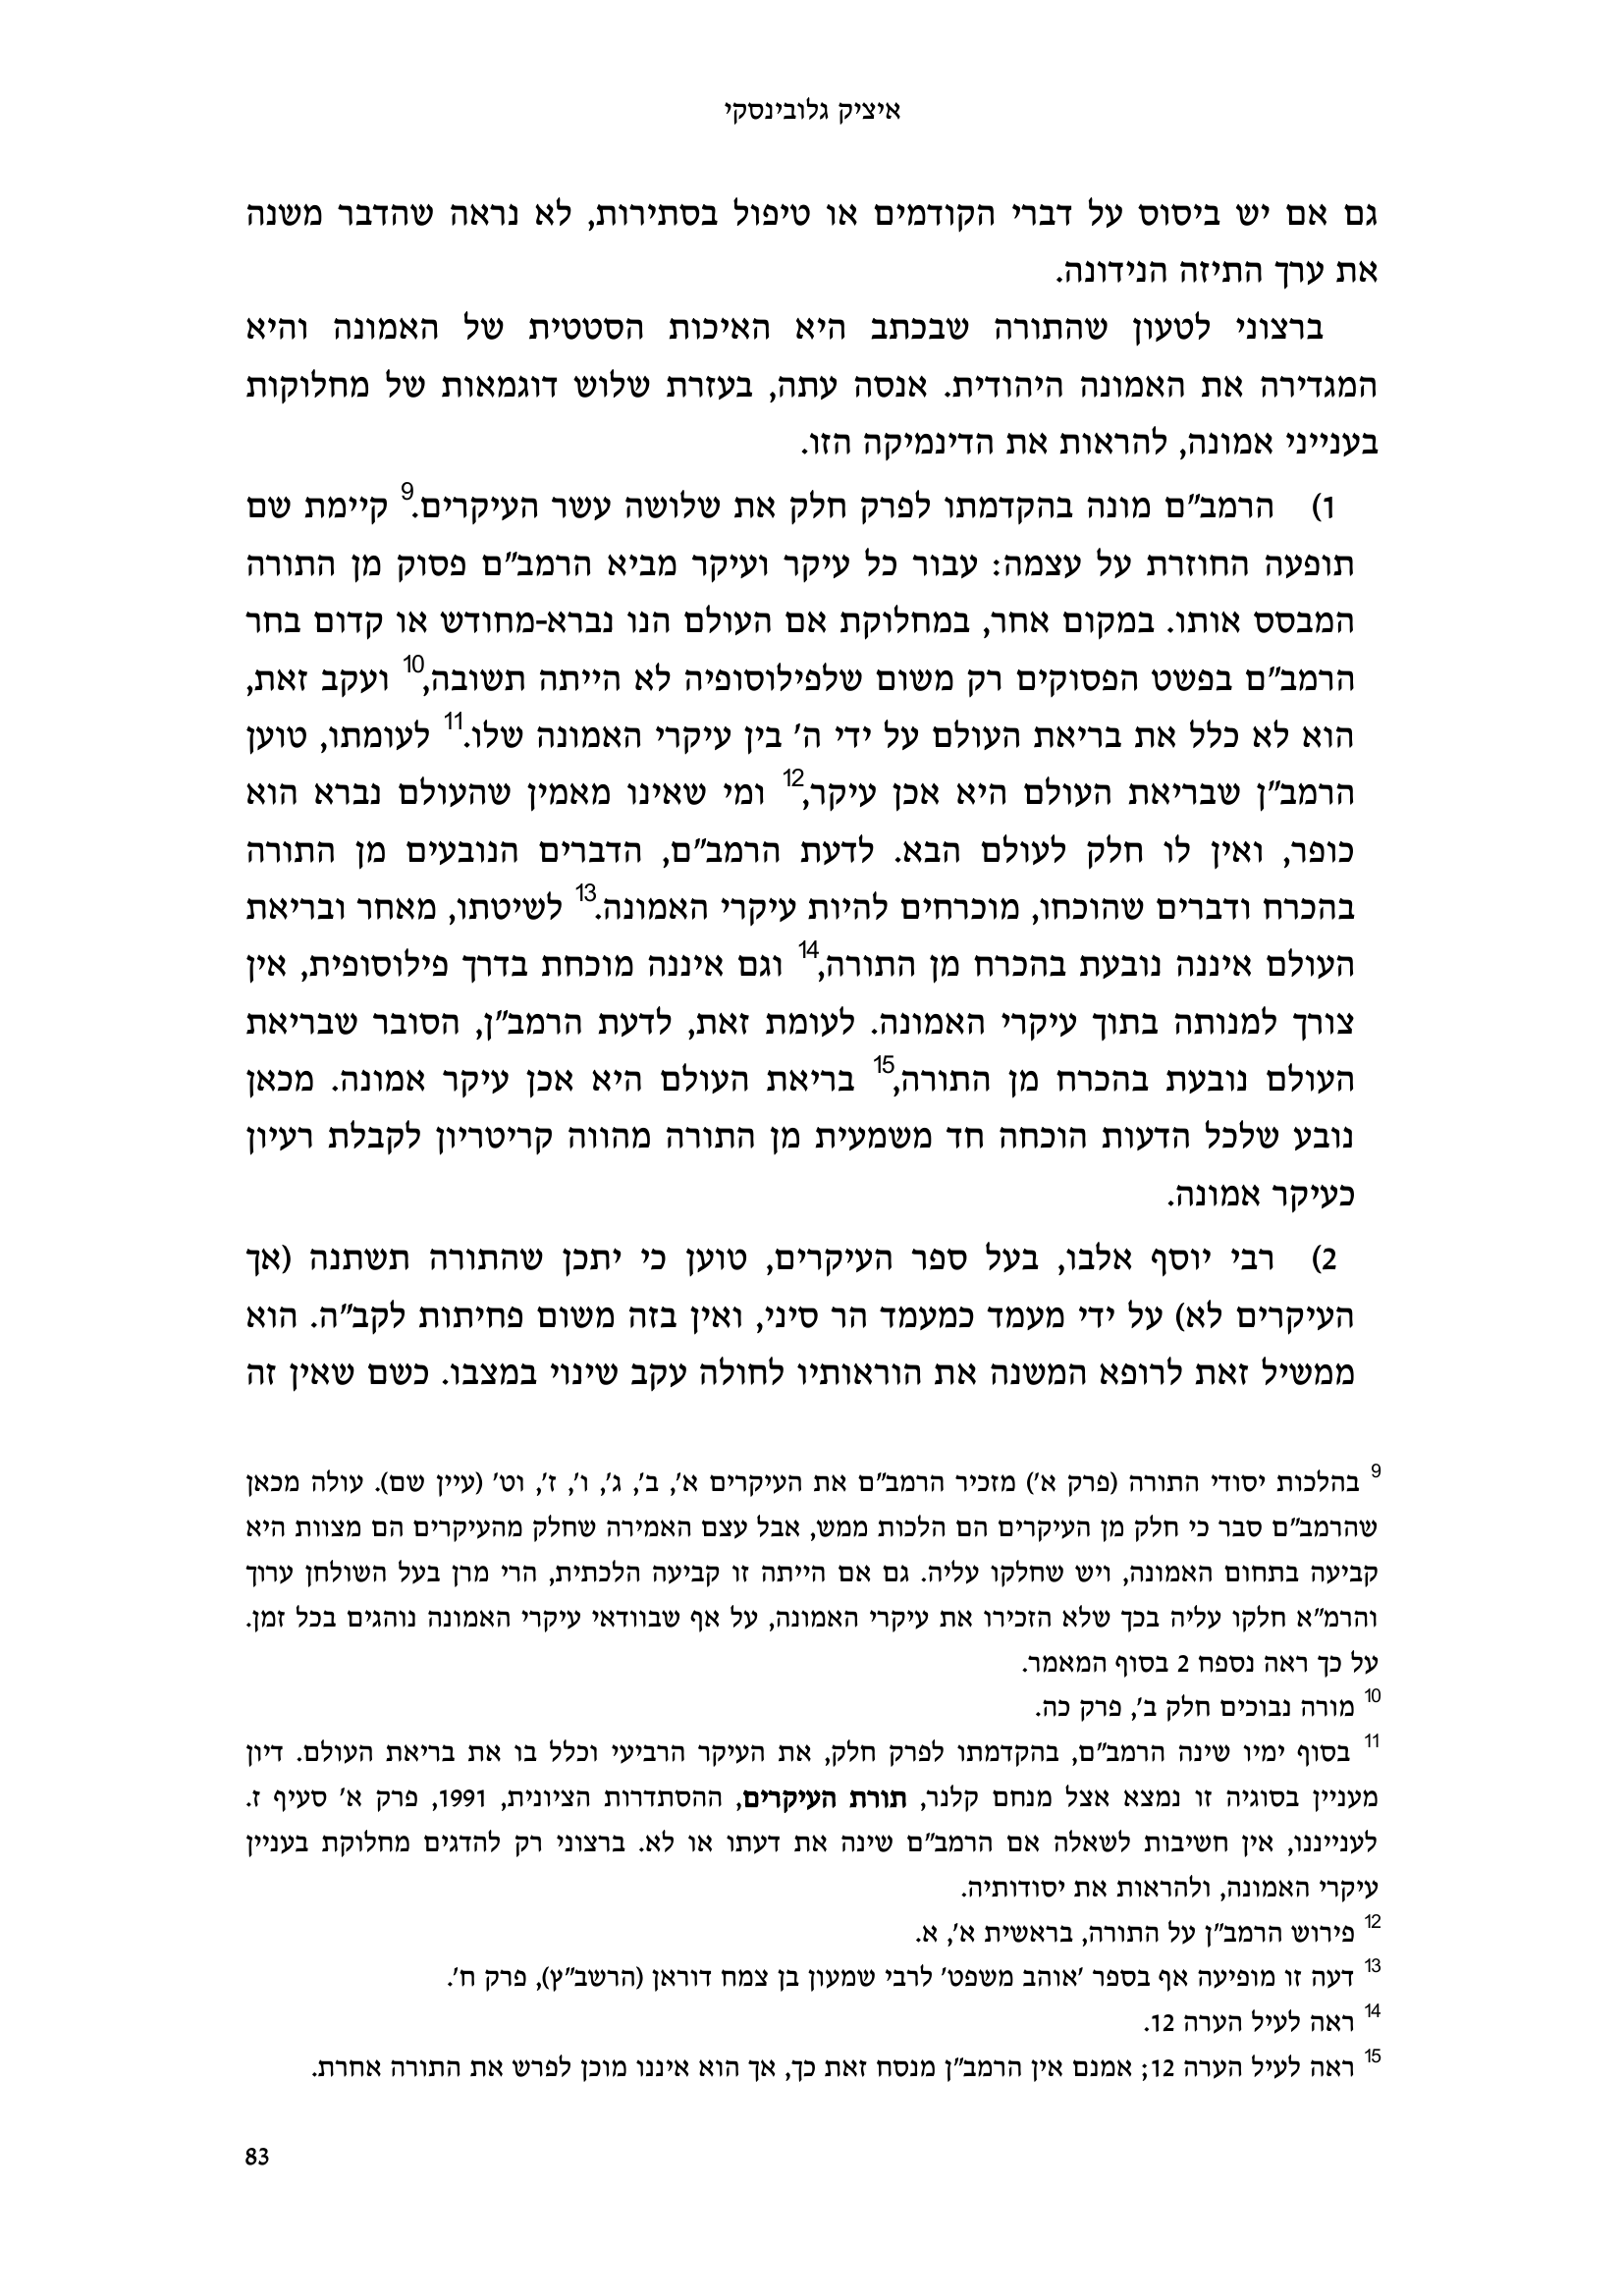 איציק גלובינסקי
גם אם יש ביסוס על דברי הקודמים או טיפול בסתירות, לא נראה שהדבר משנה
את ערך התיזה הנידונה.
ברצוני לטעון שהתורה שבכתב היא האיכות הסטטית של האמונה והיא
המגדירה את האמונה היהודית. אנסה עתה, בעזרת שלוש דוגמאות של מחלוקות
בענייני אמונה, להראות את הדינמיקה הזו.
1) הרמב"ם מונה בהקדמתו לפרק חלק את שלושה עשר העיקרים.9 קיימת שם
תופעה החוזרת על עצמה: עבור כל עיקר ועיקר מביא הרמב"ם פסוק מן התורה
המבסס אותו. במקום אחר, במחלוקת אם העולם הנו נברא-מחודש או קדום בחר
הרמב"ם בפשט הפסוקים רק משום שלפילוסופיה לא הייתה תשובה,10 ועקב זאת,
הוא לא כלל את בריאת העולם על ידי ה' בין עיקרי האמונה שלו.11 לעומתו, טוען
הרמב"ן שבריאת העולם היא אכן עיקר,12 ומי שאינו מאמין שהעולם נברא הוא
כופר, ואין לו חלק לעולם הבא. לדעת הרמב"ם, הדברים הנובעים מן התורה
בהכרח ודברים שהוכחו, מוכרחים להיות עיקרי האמונה.13 לשיטתו, מאחר ובריאת
העולם איננה נובעת בהכרח מן התורה,14 וגם איננה מוכחת בדרך פילוסופית, אין
צורך למנותה בתוך עיקרי האמונה. לעומת זאת, לדעת הרמב"ן, הסובר שבריאת
העולם נובעת בהכרח מן התורה,15 בריאת העולם היא אכן עיקר אמונה. מכאן
נובע שלכל הדעות הוכחה חד משמעית מן התורה מהווה קריטריון לקבלת רעיון
כעיקר אמונה.
2) רבי יוסף אלבו, בעל ספר העיקרים, טוען כי יתכן שהתורה תשתנה (אך
העיקרים לא) על ידי מעמד כמעמד הר סיני, ואין בזה משום פחיתות לקב"ה. הוא
ממשיל זאת לרופא המשנה את הוראותיו לחולה עקב שינוי במצבו. כשם שאין זה
9 בהלכות יסודי התורה (פרק א') מזכיר הרמב"ם את העיקרים א', ב', ג', ו', ז', וט' (עיין שם). עולה מכאן
שהרמב"ם סבר כי חלק מן העיקרים הם הלכות ממש, אבל עצם האמירה שחלק מהעיקרים הם מצוות היא
קביעה בתחום האמונה, ויש שחלקו עליה. גם אם הייתה זו קביעה הלכתית, הרי מרן בעל השולחן ערוך
והרמ"א חלקו עליה בכך שלא הזכירו את עיקרי האמונה, על אף שבוודאי עיקרי האמונה נוהגים בכל זמן.
על כך ראה נספח 2 בסוף המאמר.
10 מורה נבוכים חלק ב', פרק כה.
11 בסוף ימיו שינה הרמב"ם, בהקדמתו לפרק חלק, את העיקר הרביעי וכלל בו את בריאת העולם. דיון
מעניין בסוגיה זו נמצא אצל מנחם קלנר, תורת העיקרים, ההסתדרות הציונית, 1991, פרק א' סעיף ז.
לענייננו, אין חשיבות לשאלה אם הרמב"ם שינה את דעתו או לא. ברצוני רק להדגים מחלוקת בעניין
עיקרי האמונה, ולהראות את יסודותיה.
12 פירוש הרמב"ן על התורה, בראשית א', א.
13 דעה זו מופיעה אף בספר 'אוהב משפט' לרבי שמעון בן צמח דוראן (הרשב"ץ), פרק ח'.
14 ראה לעיל הערה 12.
15 ראה לעיל הערה 12; אמנם אין הרמב"ן מנסח זאת כך, אך הוא איננו מוכן לפרש את התורה אחרת.
83